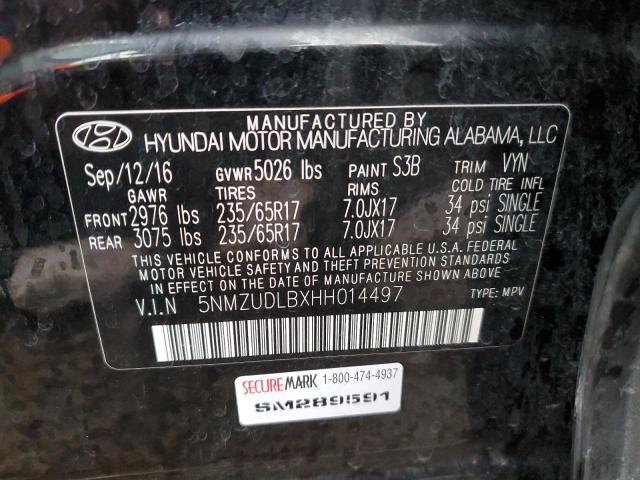 MANUFACTURED BY
HYUNDAI MOTOR MANUFACTURING ALABAMA, LLC
Sep/12/16 GVWR 5026 lbs PAINT S3B TRIM VYN
GAWR TIRES RIMS COLD TIRE INFL
FRONT 2976 lbs 235/65R17 7.0JX17 34 psi SINGLE
REAR 3075 lbs 235/65R17 7.0JX17 34 psi SINGLE
THIS VEHICLE CONFORMS TO ALL APPLICABLE U.S.A. FEDERAL
MOTOR VEHICLE SAFETY AND THEFT PREVENTION STANDARDS
IN EFFECT ON THE DATE OF MANUFACTURE SHOWN ABOVE.
V.I.N 5NMZUDLBXHH014497 TYPE: MPV
SECUREMARK 1-800-474-4937
SM289591